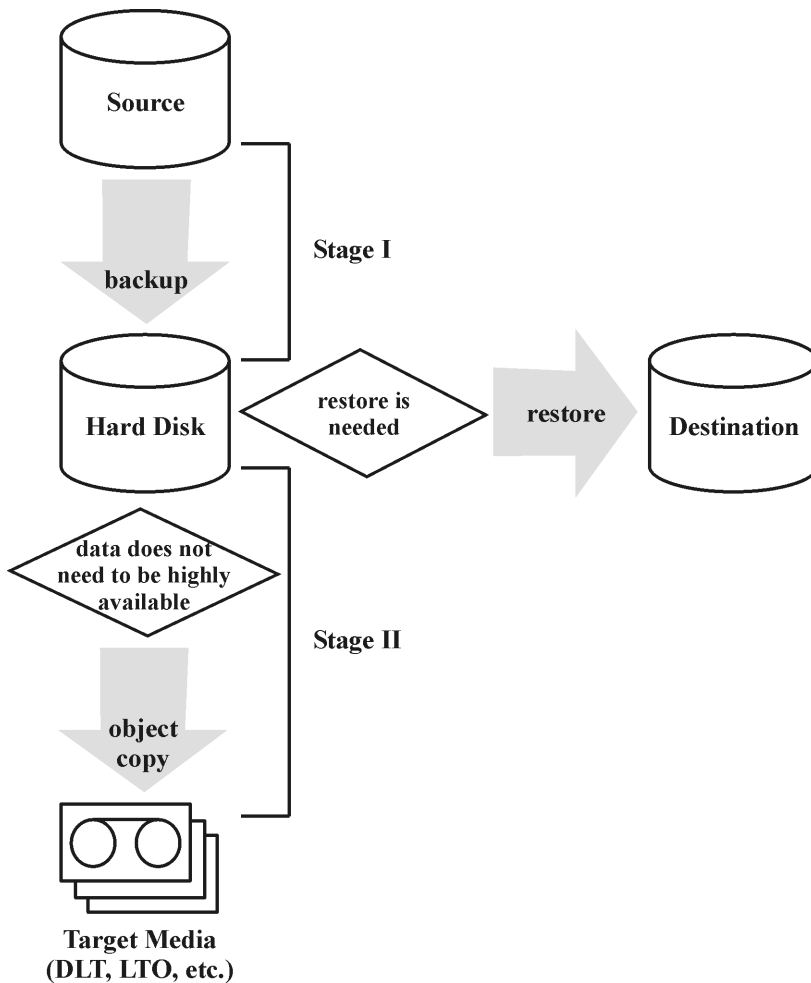 Source
backup
Stage I
Hard Disk
restore is
needed
restore
Destination
data does not
need to be highly
available
Stage II
object
copy
Target Media
(DLT, LTO, etc.)